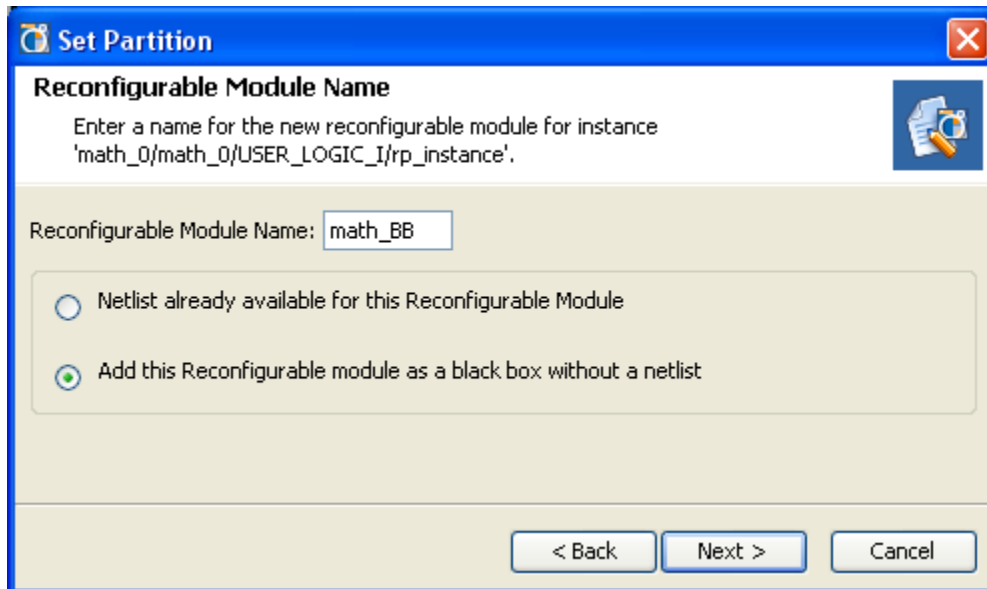 Set Partition
Reconfigurable Module Name
Enter a name for the new reconfigurable module for instance
'math_0/math_0/USER_LOGIC_I/rp_instance'.
Reconfigurable Module Name: math_BB
Netlist already available for this Reconfigurable Module
Add this Reconfigurable module as a black box without a netlist
< Back Next > Cancel